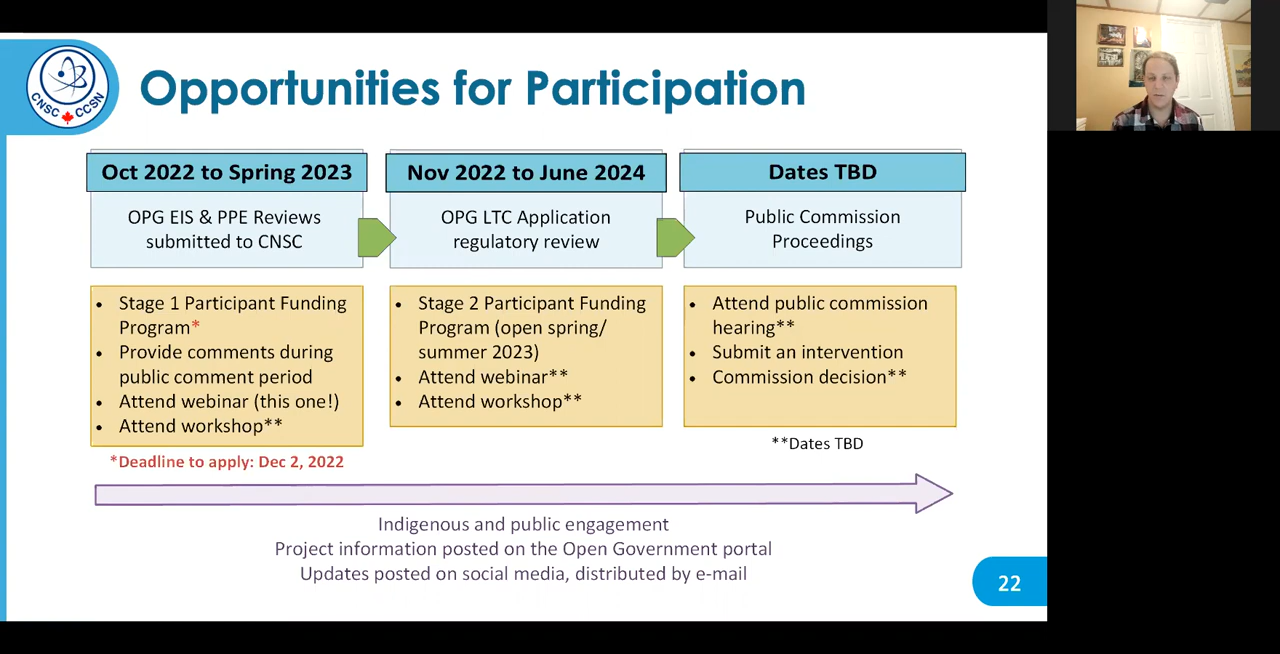 CNSC CCSN
Opportunities for Participation
Oct 2022 to Spring 2023
OPG EIS & PPE Reviews
submitted to CNSC
• Stage 1 Participant Funding
Program*
• Provide comments during
public comment period
• Attend webinar (this one!)
• Attend workshop**
*Deadline to apply: Dec 2, 2022
Nov 2022 to June 2024
OPG LTC Application
regulatory review
• Stage 2 Participant Funding
Program (open spring/
summer 2023)
• Attend webinar**
• Attend workshop**
Dates TBD
Public Commission
Proceedings
• Attend public commission
hearing**
• Submit an intervention
• Commission decision**
**Dates TBD
Indigenous and public engagement
Project information posted on the Open Government portal
Updates posted on social media, distributed by e-mail
22